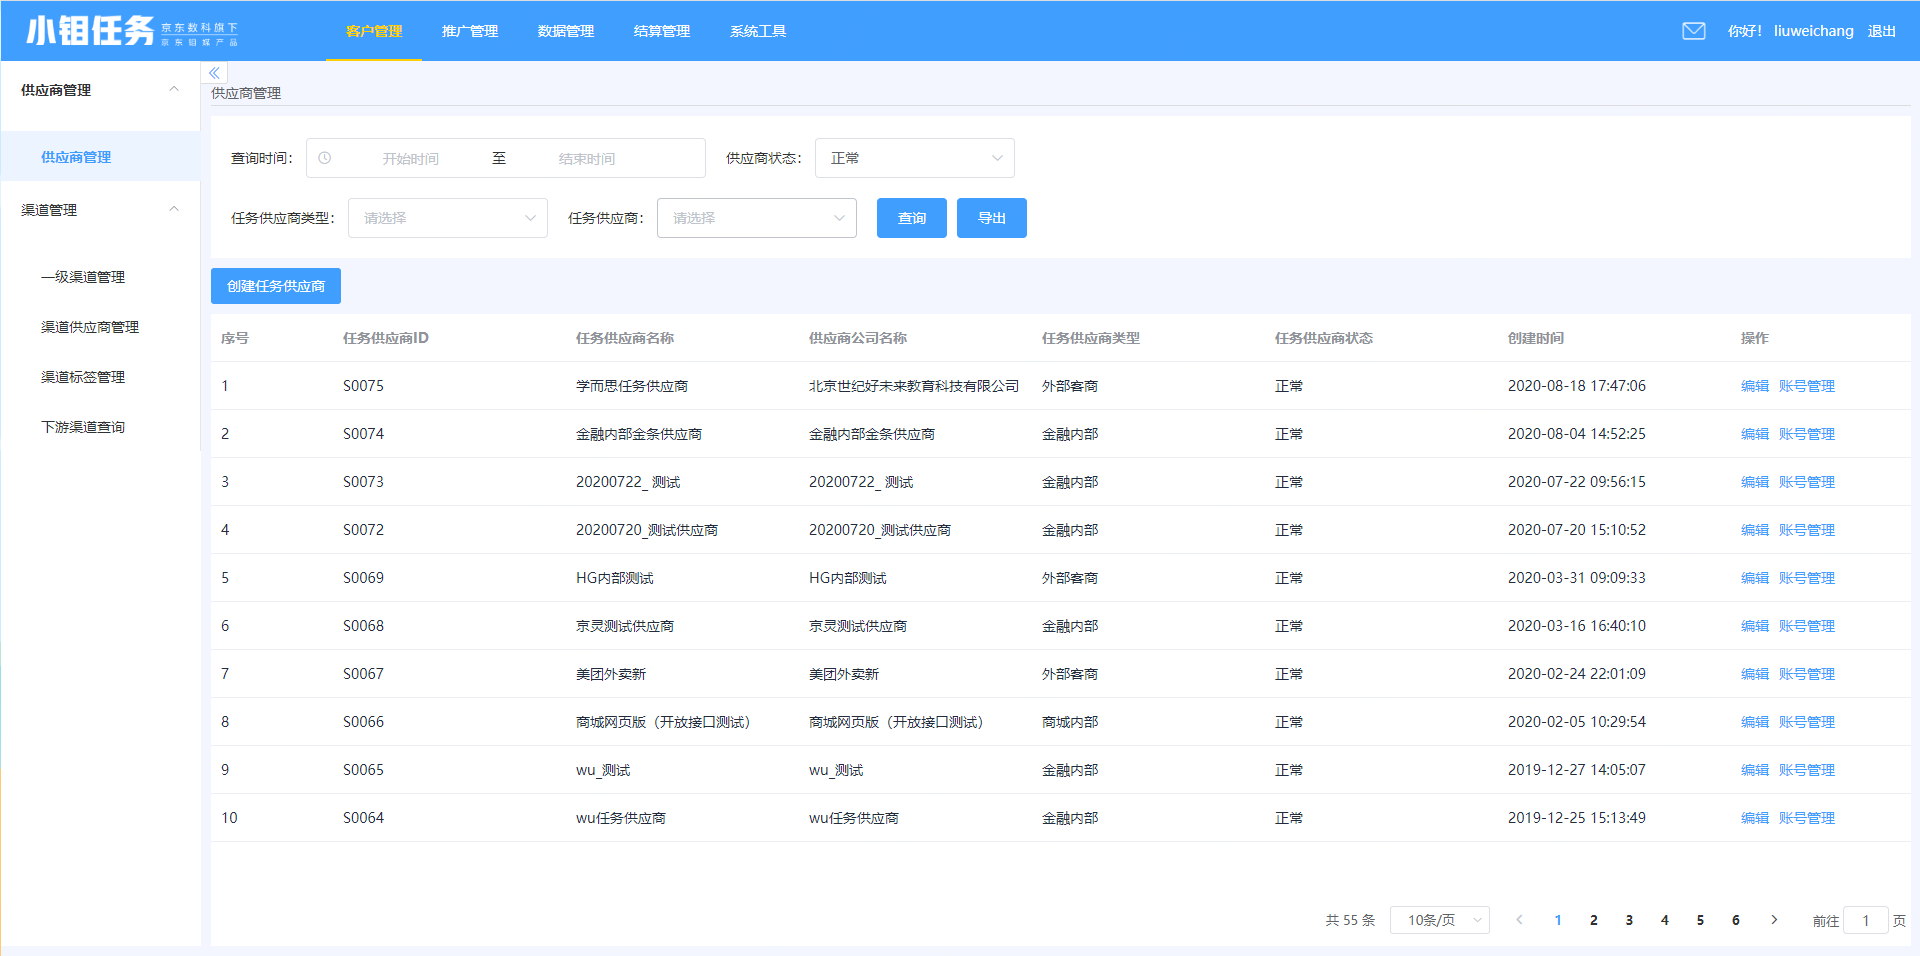 小钼任务 京东数科旗下
京东钼媒产品
客户管理 推广管理 数据管理 结算管理 系统工具
你好！ liuweichang 退出
供应商管理
供应商管理
渠道管理
一级渠道管理
渠道供应商管理
渠道标签管理
下游渠道查询
供应商管理
查询时间： 开始时间 至 结束时间 供应商状态： 正常
任务供应商类型： 请选择 任务供应商： 请选择 查询 导出
创建任务供应商
序号 任务供应商ID 任务供应商名称 供应商公司名称 任务供应商类型 任务供应商状态 创建时间 操作
1 S0075 学而思任务供应商 北京世纪好未来教育科技有限公司 外部客商 正常 2020-08-18 17:47:06 编辑 账号管理
2 S0074 金融内部金条供应商 金融内部金条供应商 金融内部 正常 2020-08-04 14:52:25 编辑 账号管理
3 S0073 20200722_ 测试 20200722_ 测试 金融内部 正常 2020-07-22 09:56:15 编辑 账号管理
4 S0072 20200720_测试供应商 20200720_测试供应商 金融内部 正常 2020-07-20 15:10:52 编辑 账号管理
5 S0069 HG内部测试 HG内部测试 外部客商 正常 2020-03-31 09:09:33 编辑 账号管理
6 S0068 京灵测试供应商 京灵测试供应商 金融内部 正常 2020-03-16 16:40:10 编辑 账号管理
7 S0067 美团外卖新 美团外卖新 外部客商 正常 2020-02-24 22:01:09 编辑 账号管理
8 S0066 商城网页版（开放接口测试） 商城网页版（开放接口测试） 商城内部 正常 2020-02-05 10:29:54 编辑 账号管理
9 S0065 wu_测试 wu_测试 金融内部 正常 2019-12-27 14:05:07 编辑 账号管理
10 S0064 wu任务供应商 wu任务供应商 金融内部 正常 2019-12-25 15:13:49 编辑 账号管理
共 55 条 10条/页 1 2 3 4 5 6 前往 1 页